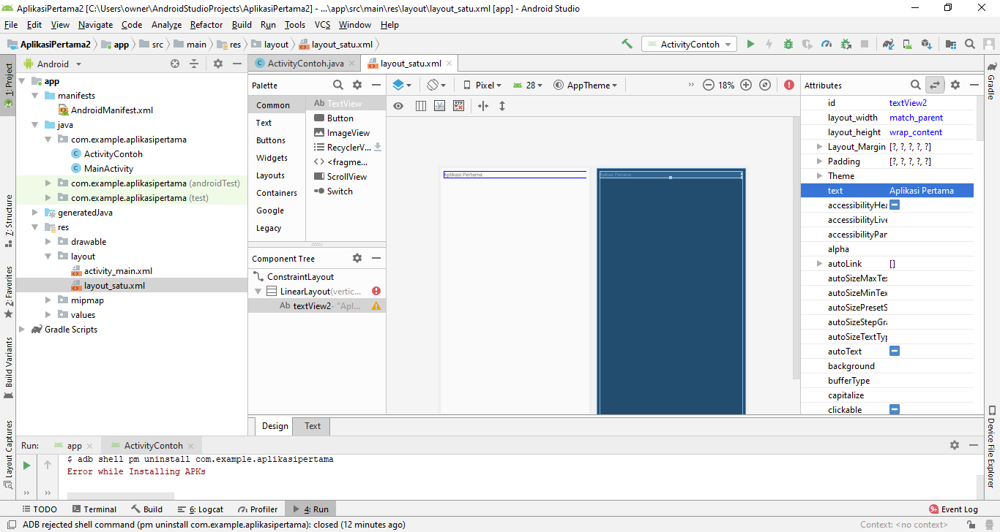 AplikasiPertama2 [C:\Users\owner\AndroidStudioProjects\AplikasiPertama2] - ...\app\src\main\res\layout\layout_satu.xml [app] - Android Studio
File Edit View Navigate Code Analyze Refactor Build Run Tools VCS Window Help
AplikasiPertama2 app src main res layout layout_satu.xml ActivityContoh
1: Project
7: Structure
2: Favorites
Build Variants
Layout Captures
Android
app
manifests
AndroidManifest.xml
java
com.example.aplikasipertama
ActivityContoh
MainActivity
com.example.aplikasipertama (androidTest)
com.example.aplikasipertama (test)
generatedJava
res
drawable
layout
activity_main.xml
layout_satu.xml
mipmap
values
Gradle Scripts
ActivityContoh.java layout_satu.xml
Palette
Common
Text
Buttons
Widgets
Layouts
Containers
Google
Legacy
Ab TextView
Button
ImageView
RecyclerV...
<fragme...
ScrollView
Switch
Component Tree
ConstraintLayout
LinearLayout(vertic...
Ab textView2- "Apl...
Pixel 28 AppTheme » 18%
Aplikasi Pertama
Aplikasi Pertama
Design Text
Attributes
id textView2
layout_width match_parent
layout_height wrap_content
Layout_Margin [?, ?, ?, ?, ?]
Padding [?, ?, ?, ?, ?]
Theme
text Aplikasi Pertama
accessibilityHea
accessibilityLive
accessibilityPan
alpha
autoLink []
autoSizeMaxTex
autoSizeMinTex
autoSizePresetS
autoSizeStepGra
autoSizeTextTyp
autoText
background
bufferType
capitalize
clickable
Gradle
Device File Explorer
Run: app ActivityContoh
$ adb shell pm uninstall com.example.aplikasipertama
Error while Installing APKs
» »
TODO Terminal Build 6: Logcat Profiler 4: Run 9+ Event Log
ADB rejected shell command (pm uninstall com.example.aplikasipertama): closed (12 minutes ago) Context: <no context>